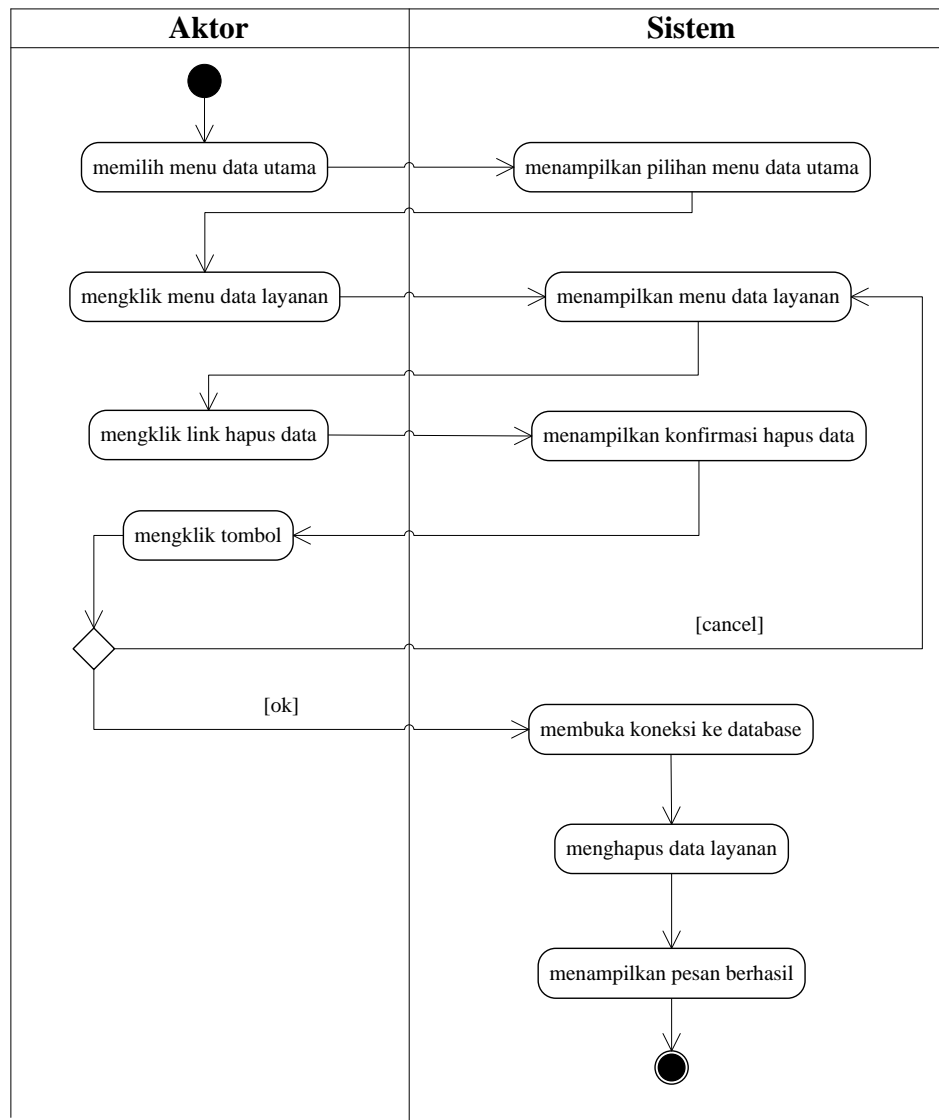 Aktor
Sistem
memilih menu data utama
menampilkan pilihan menu data utama
mengklik menu data layanan
menampilkan menu data layanan
mengklik link hapus data
menampilkan konfirmasi hapus data
mengklik tombol
[cancel]
[ok]
membuka koneksi ke database
menghapus data layanan
menampilkan pesan berhasil